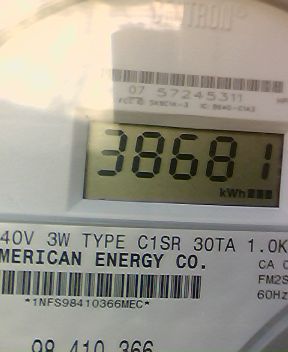 07 57245311
38681
kWh
40V 3W TYPE C1SR 30TA 1.0K
MERICAN ENERGY CO.
CA
FM2S
60Hz
*1NFS98410366MEC*
98 410 366